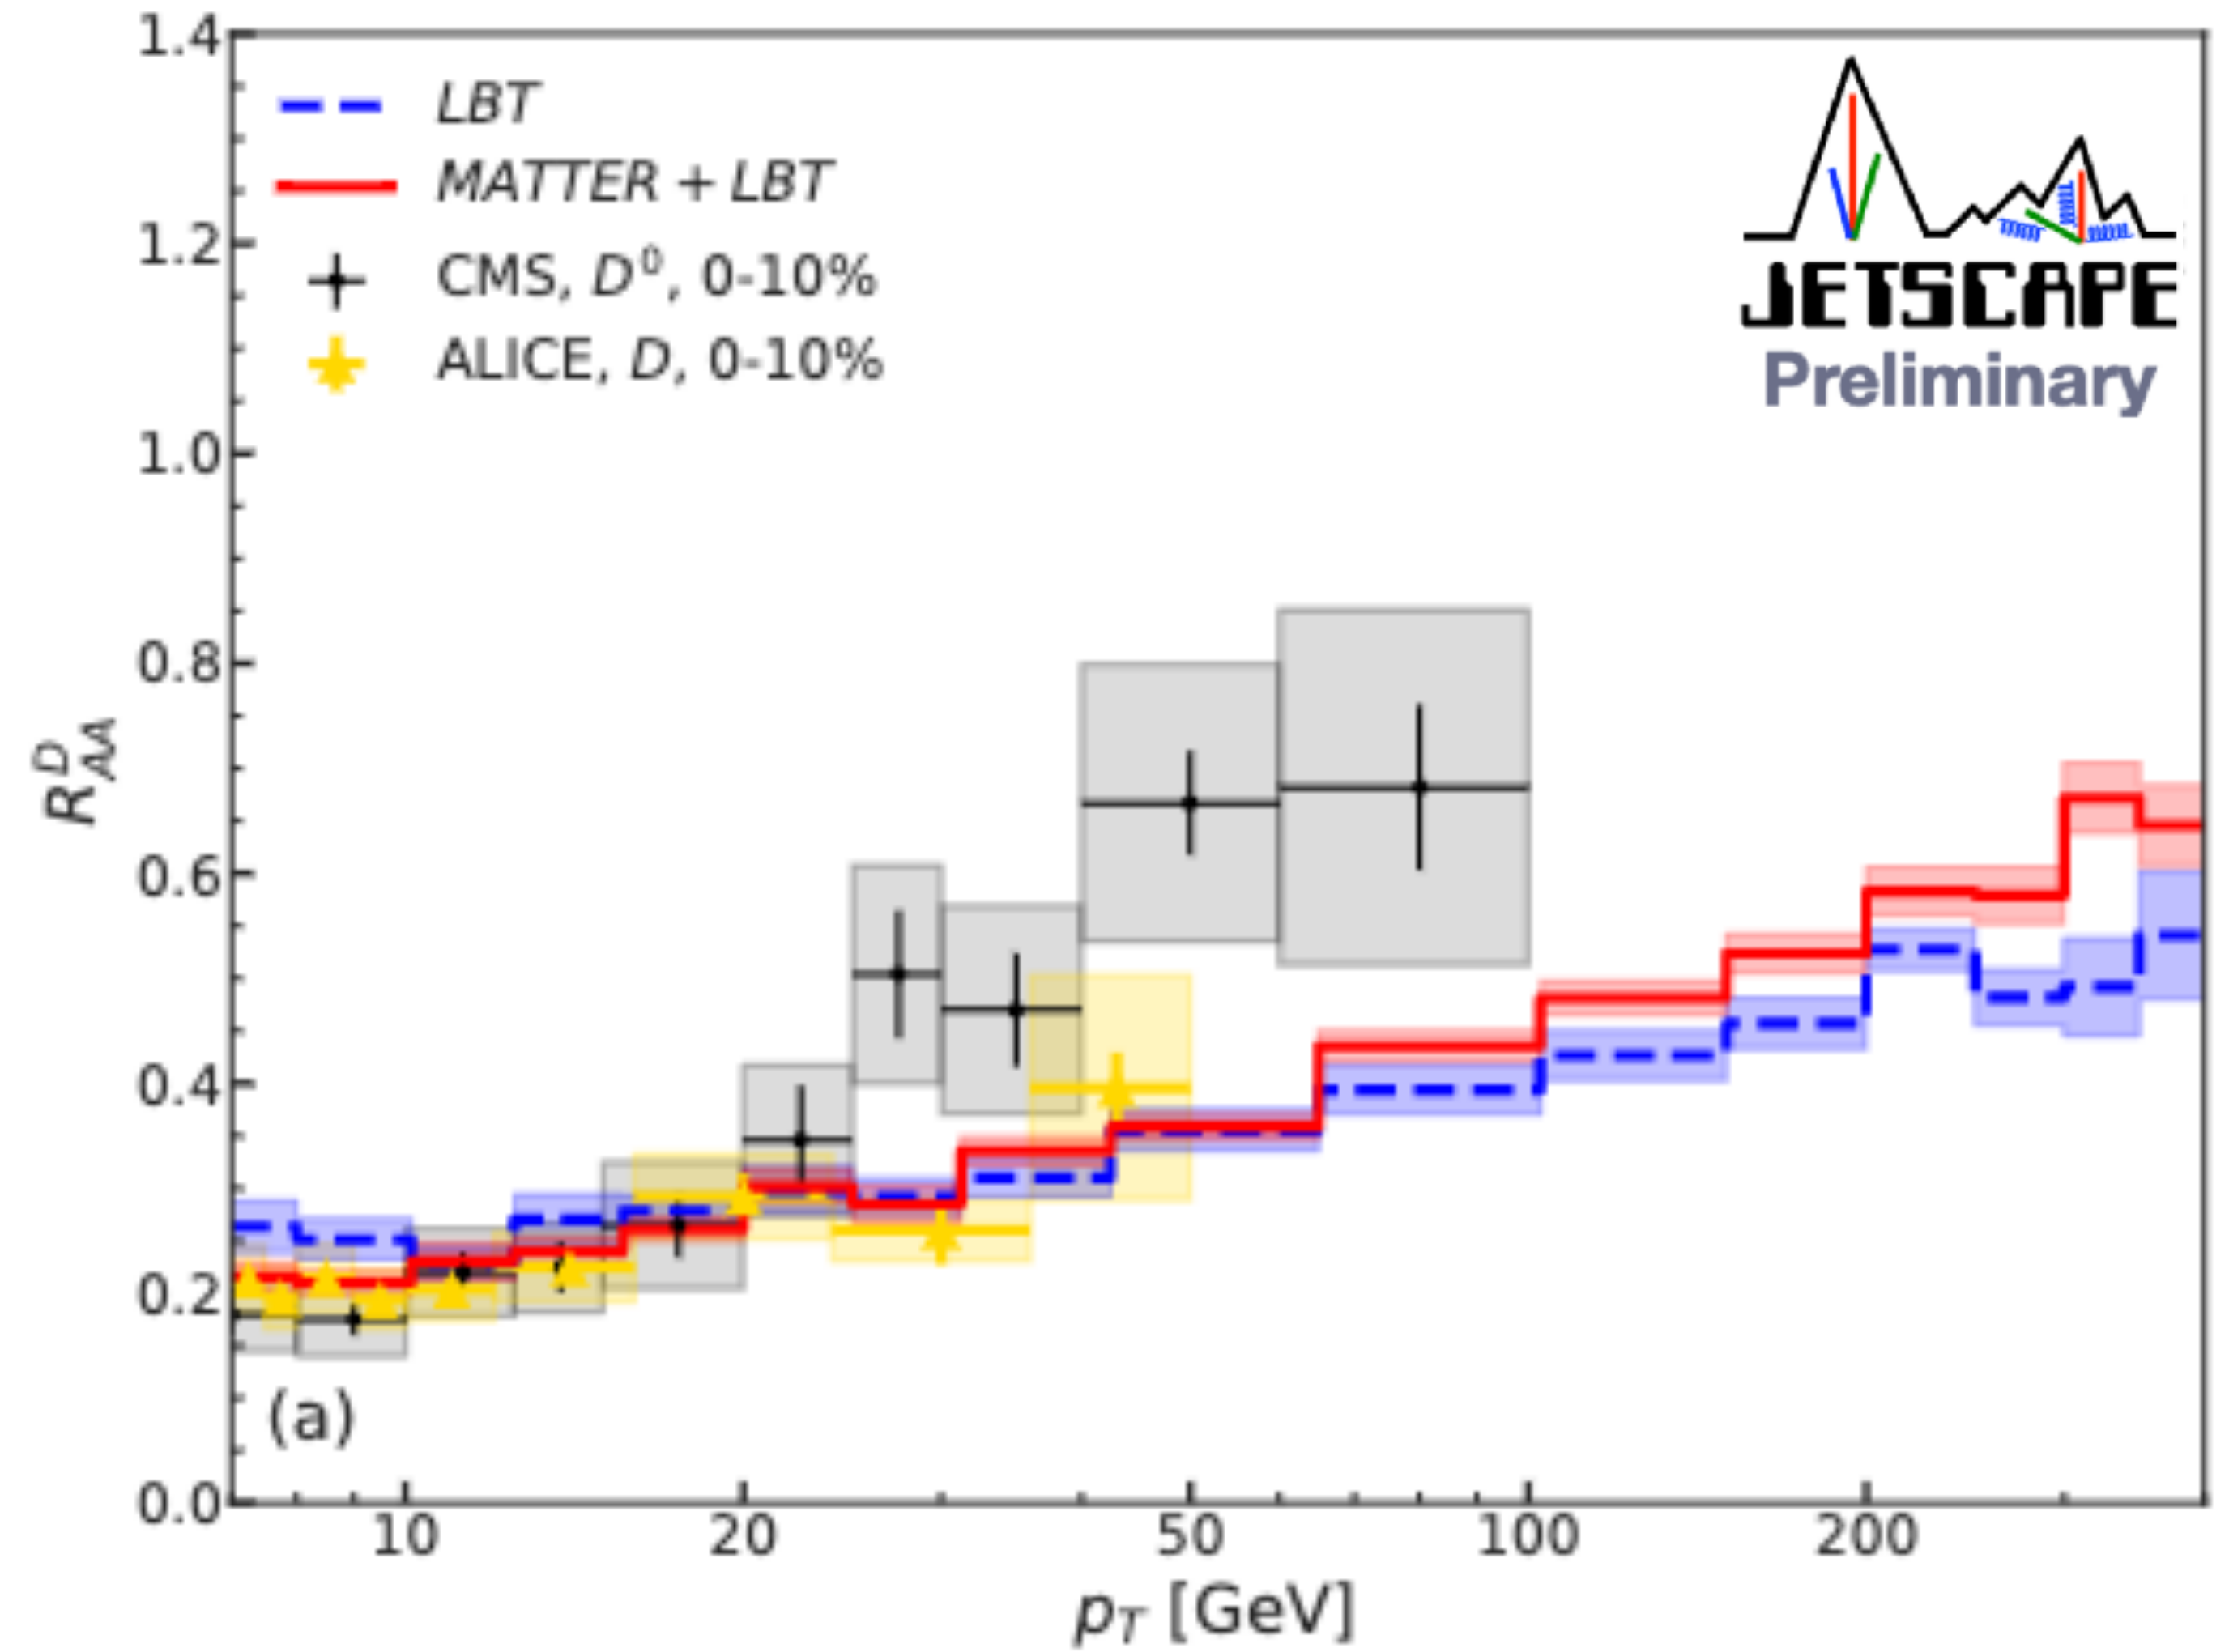 1.4
1.2
1.0
0.8
0.6
0.4
0.2
0.0
LBT
MATTER + LBT
CMS, D⁰, 0-10%
ALICE, D, 0-10%
JETSCAPE
Preliminary
R^D_AA
(a)
10 20 50 100 200
p_T [GeV]